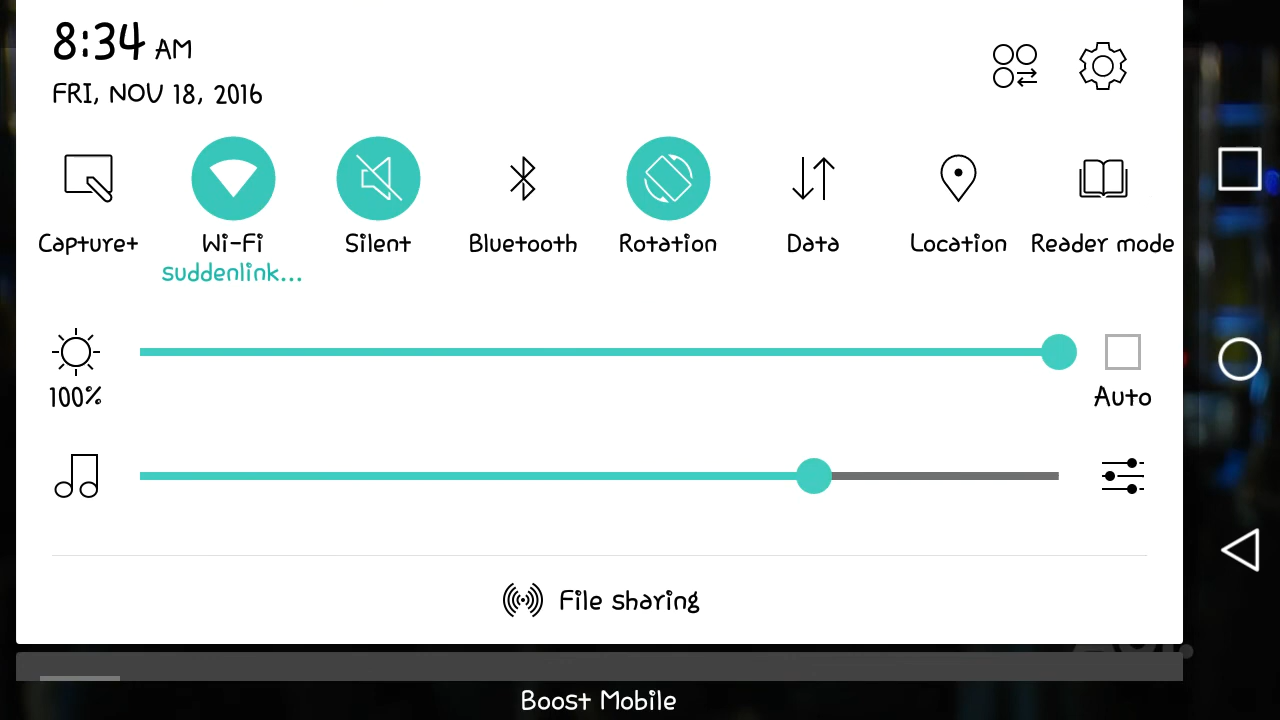 8:34 AM
FRI, NOV 18, 2016
Capture+ Wi-Fi Silent Bluetooth Rotation Data Location Reader mode
suddenlink...
100% Auto
File sharing
Boost Mobile